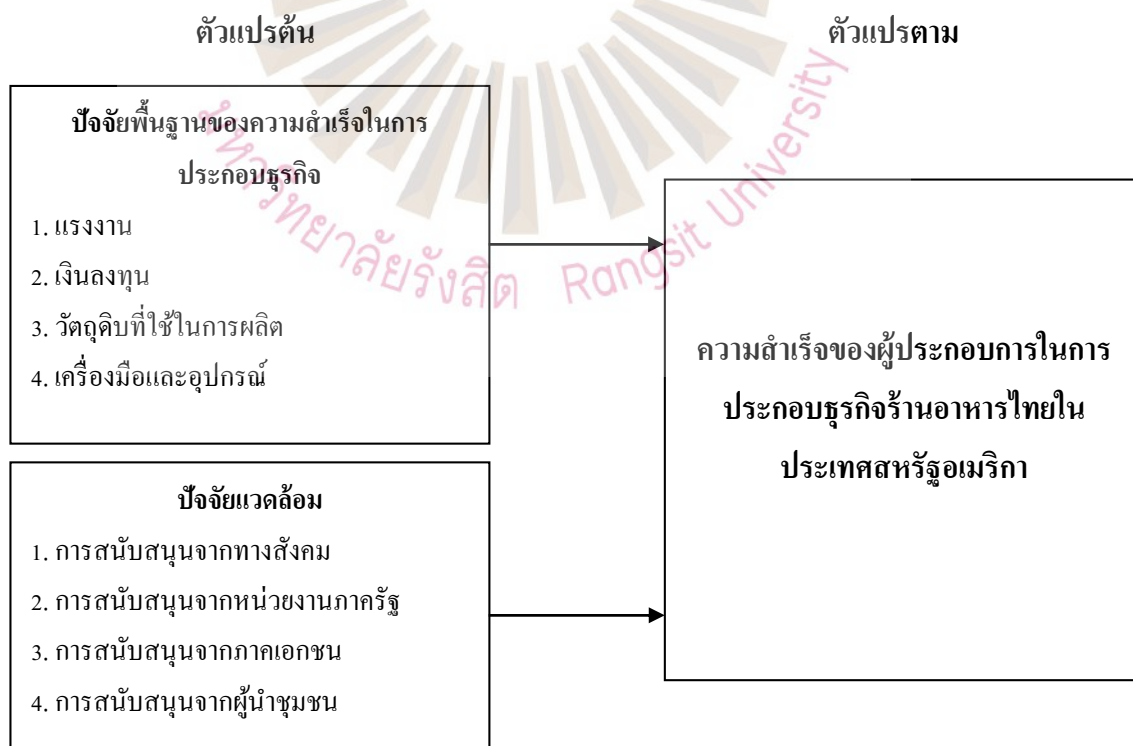 ตัวแปรต้น
ตัวแปรตาม
ปัจจัยพื้นฐานของความสำเร็จในการ
ประกอบธุรกิจ
1. แรงงาน
2. เงินลงทุน
3. วัตถุดิบที่ใช้ในการผลิต
4. เครื่องมือและอุปกรณ์
ปัจจัยแวดล้อม
1. การสนับสนุนจากทางสังคม
2. การสนับสนุนจากหน่วยงานภาครัฐ
3. การสนับสนุนจากภาคเอกชน
4. การสนับสนุนจากผู้นำชุมชน
ความสำเร็จของผู้ประกอบการในการ
ประกอบธุรกิจร้านอาหารไทยใน
ประเทศสหรัฐอเมริกา
มหาวิทยาลัยรังสิต Rangsit University